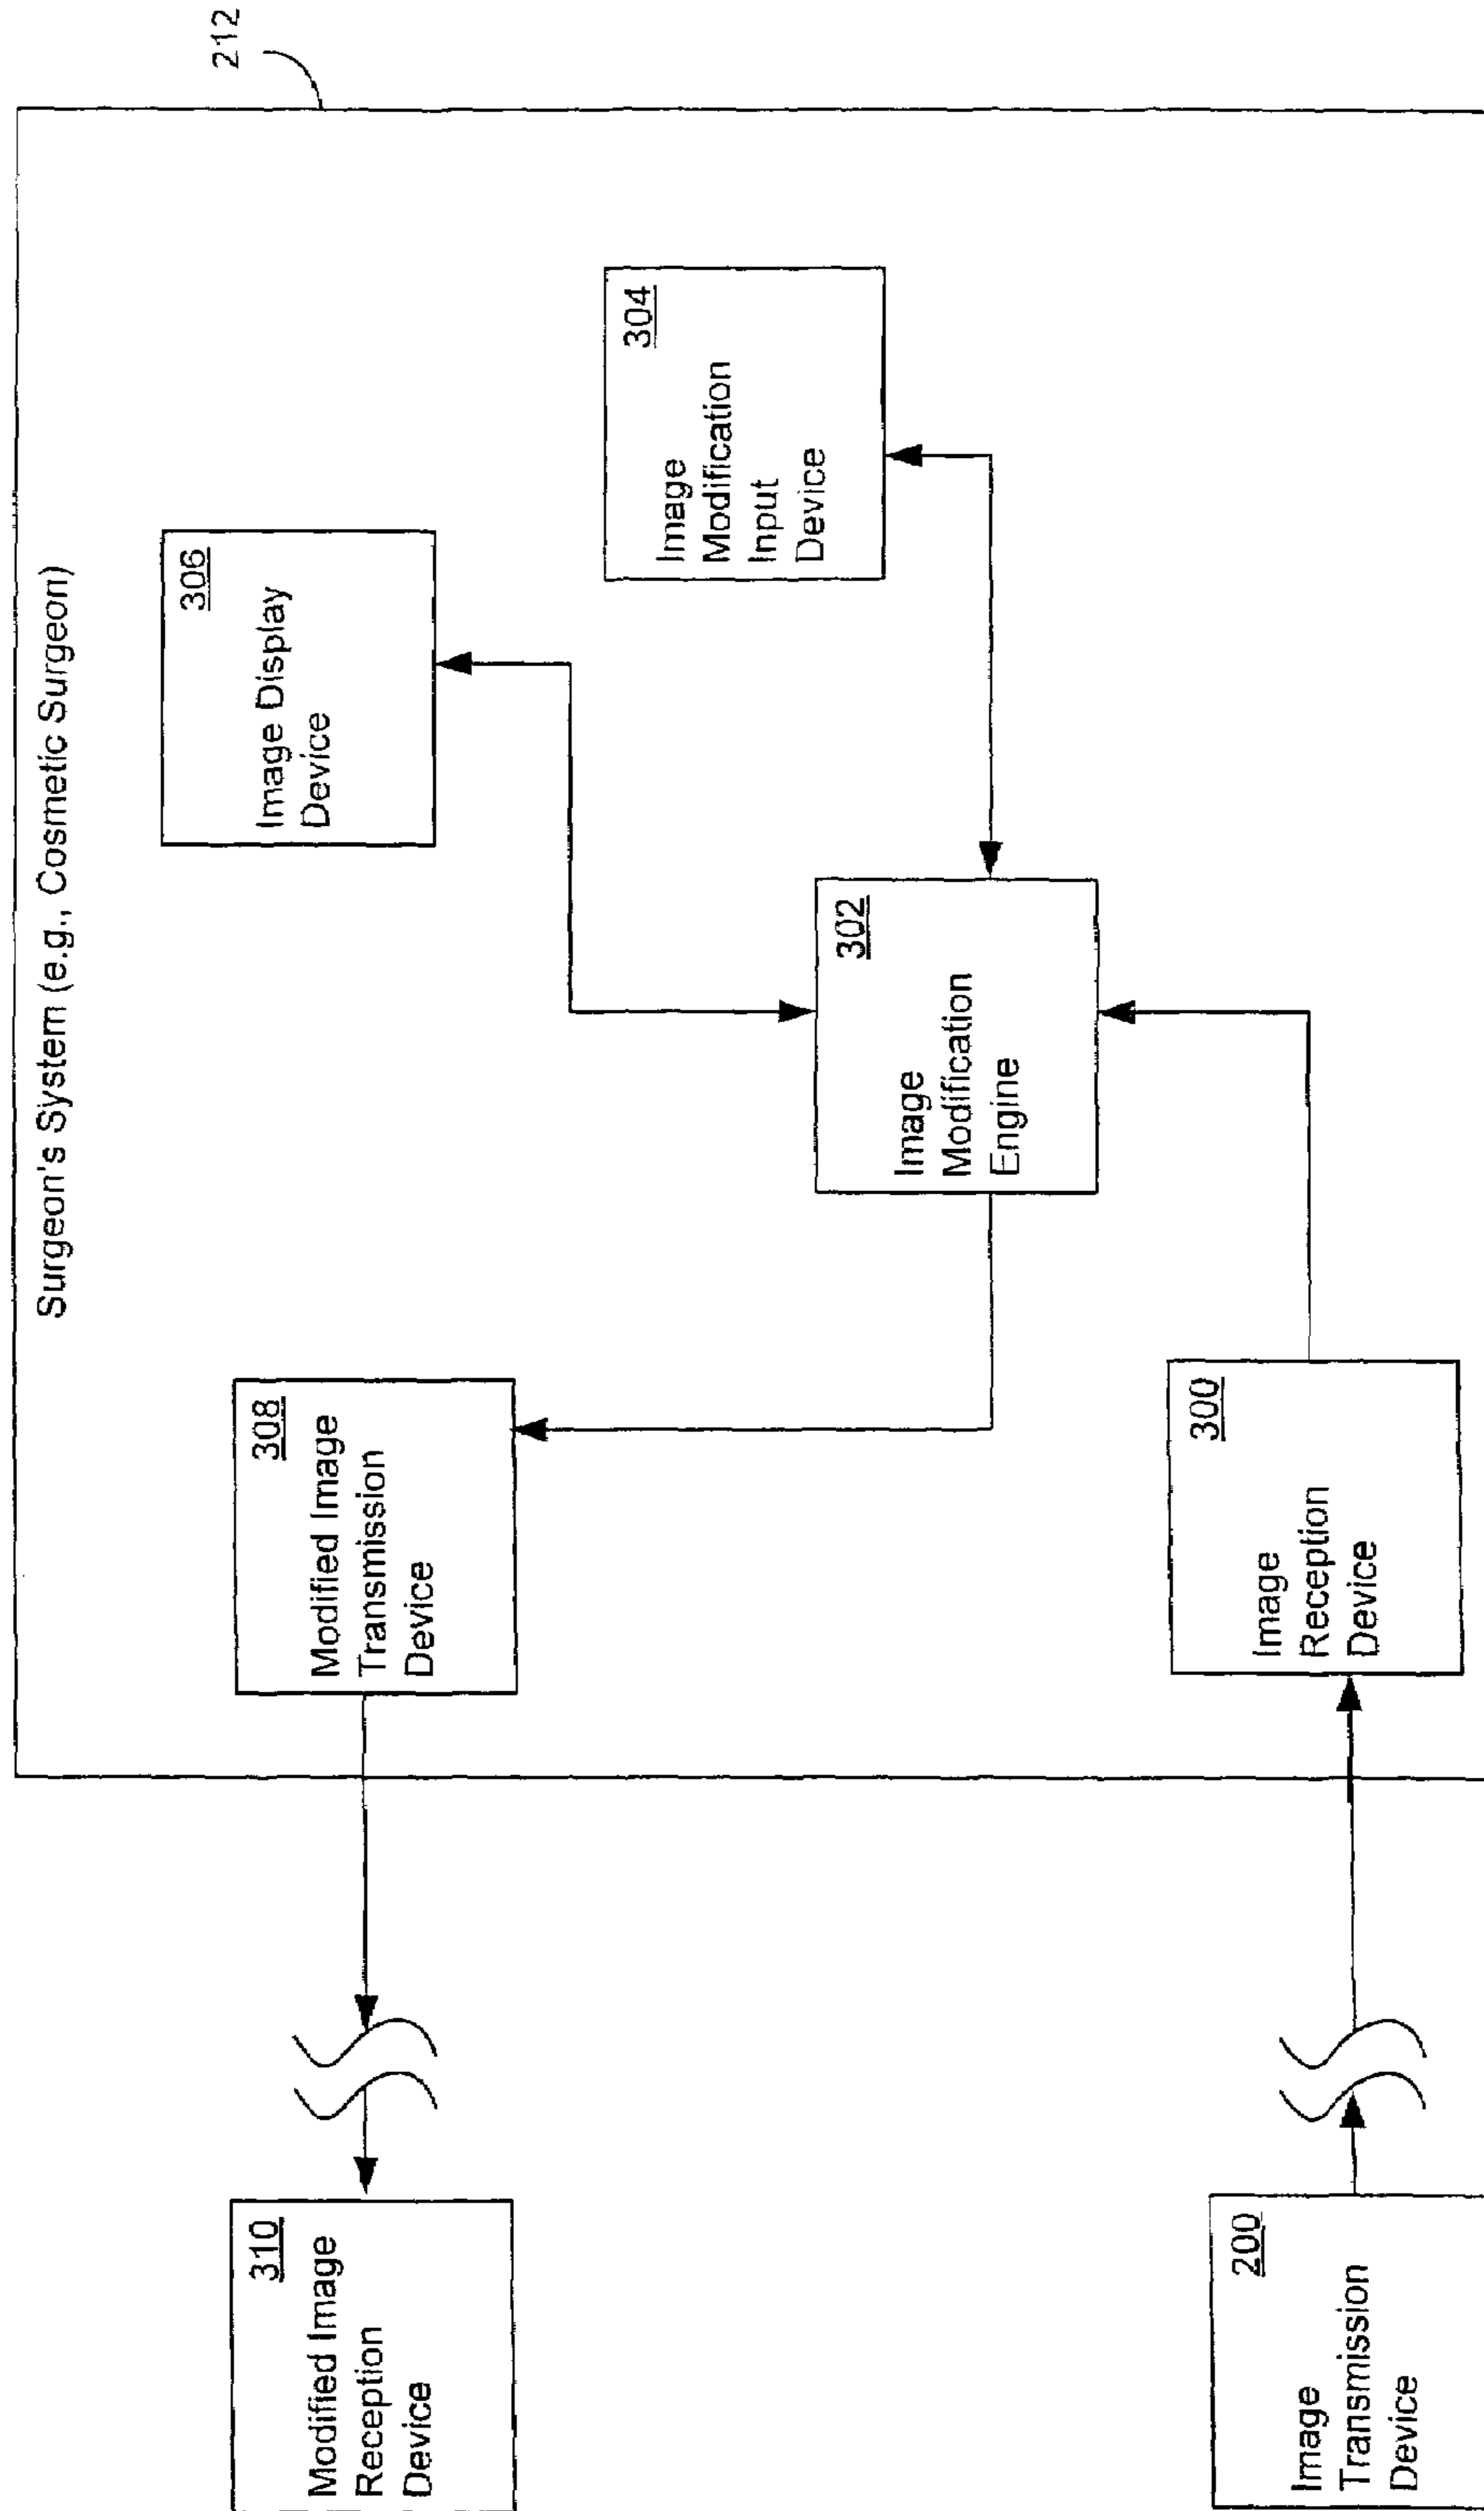 212
Surgeon's System (e.g., Cosmetic Surgeon)
310
Modified Image
Reception
Device
308
Modified Image
Transmission
Device
306
Image Display
Device
304
Image
Modification
Input
Device
302
Image
Modification
Engine
300
Image
Reception
Device
200
Image
Transmission
Device